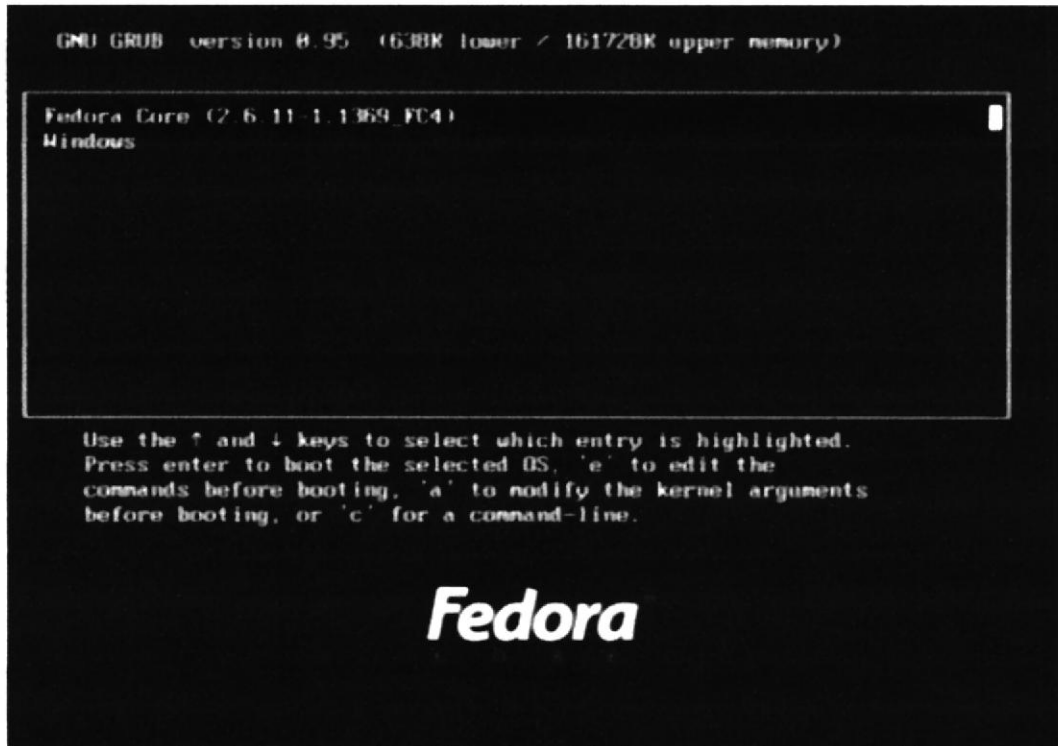 GNU GRUB version 0.95 (638K lower / 161728K upper memory)
Fedora Core (2.6.11-1.1369_FC4)
Windows
Use the ↑ and ↓ keys to select which entry is highlighted.
Press enter to boot the selected OS, 'e' to edit the
commands before booting, 'a' to modify the kernel arguments
before booting, or 'c' for a command-line.
Fedora